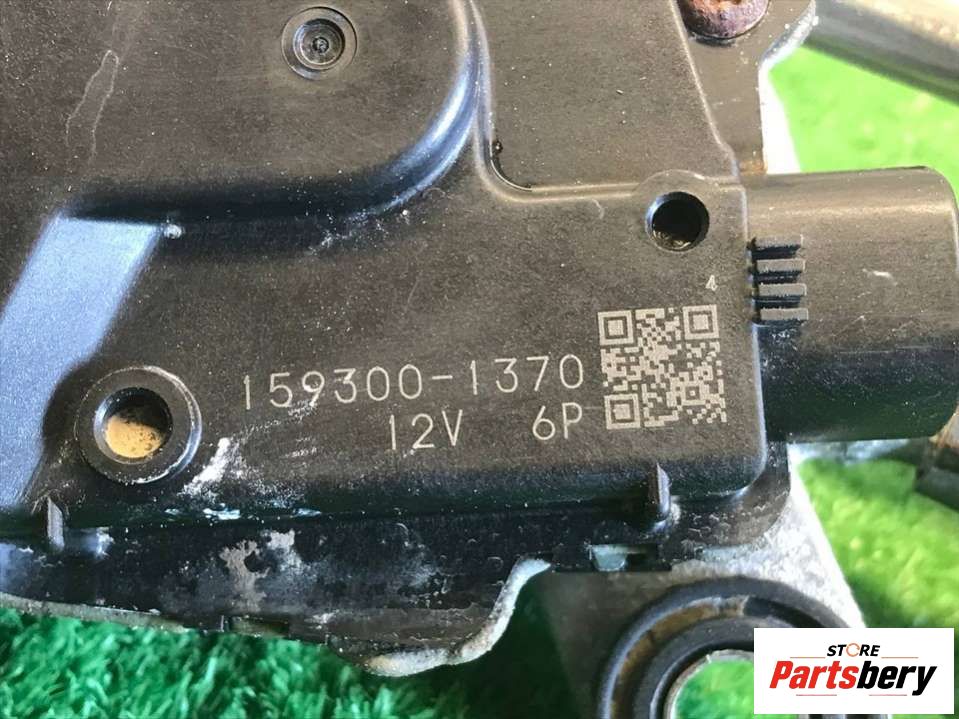 4
159300-1370
12V 6P
STORE
Partsbery